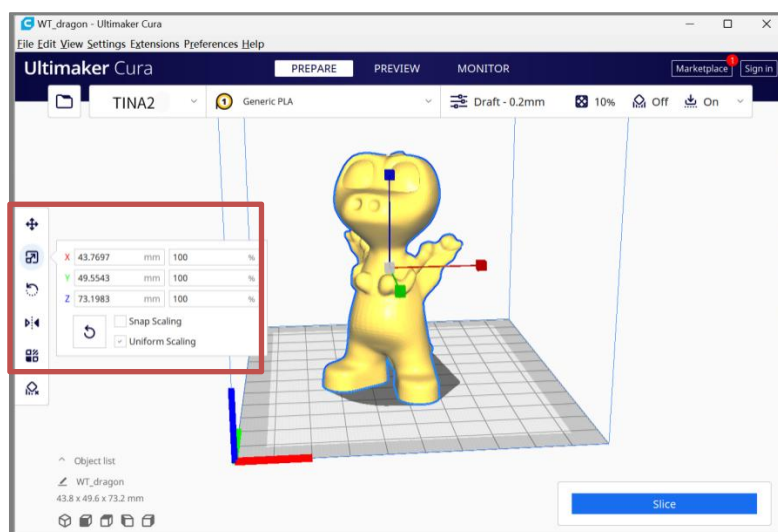 WT_dragon - Ultimaker Cura
File Edit View Settings Extensions Preferences Help
Ultimaker Cura PREPARE PREVIEW MONITOR Marketplace 1 Sign in
TINA2 1 Generic PLA Draft - 0.2mm 10% Off On
X 43.7697 mm 100 %
Y 49.5543 mm 100 %
Z 73.1983 mm 100 %
Snap Scaling
Uniform Scaling
Object list
WT_dragon
43.8 x 49.6 x 73.2 mm
Slice